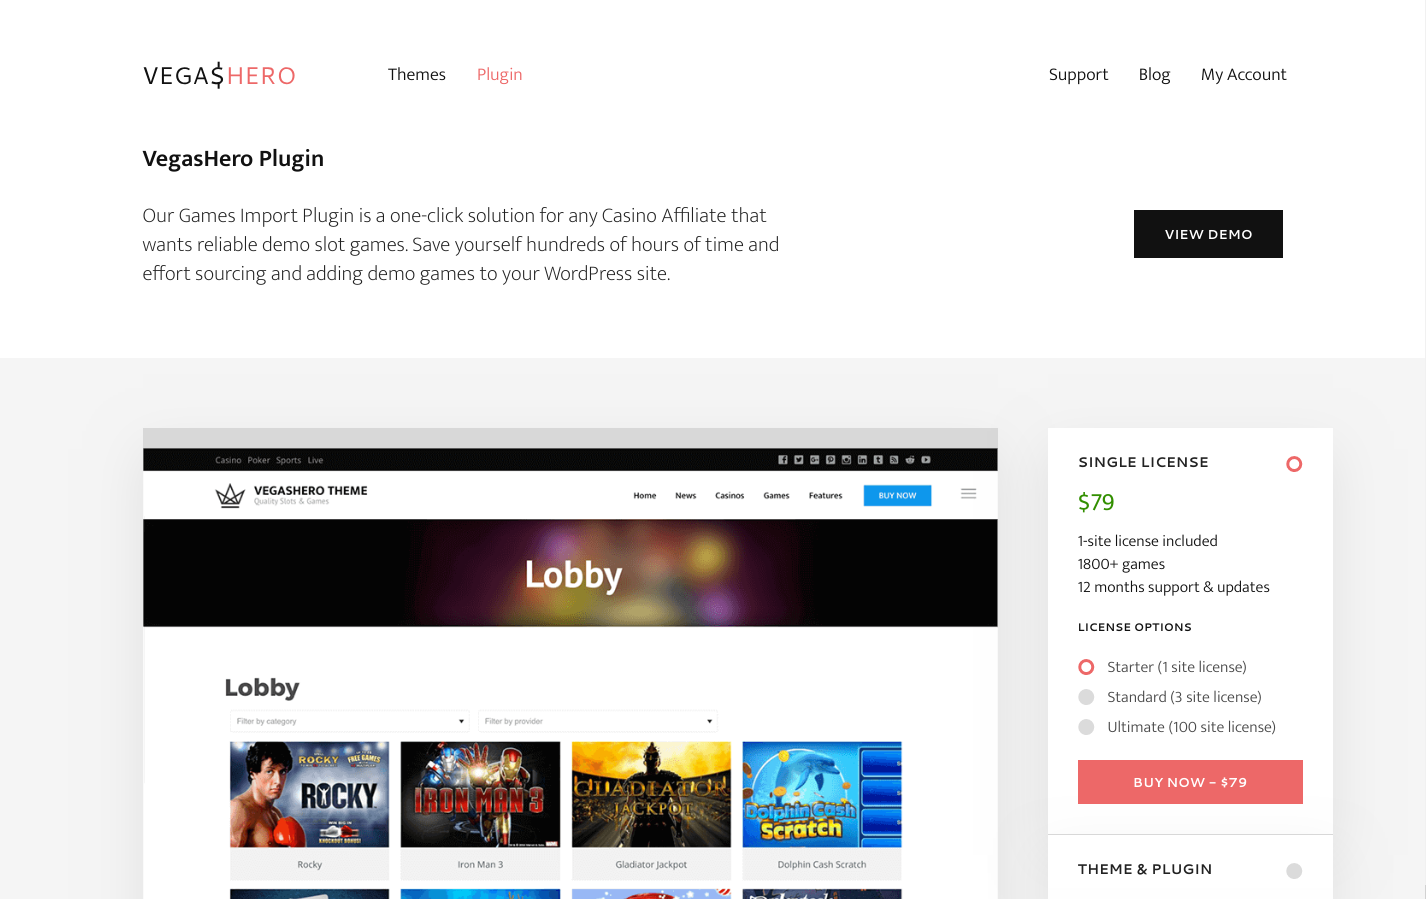 VEGA$HERO
Themes
Plugin
Support
Blog
My Account
VegasHero Plugin
Our Games Import Plugin is a one-click solution for any Casino Affiliate that
wants reliable demo slot games. Save yourself hundreds of hours of time and
effort sourcing and adding demo games to your WordPress site.
VIEW DEMO
Casino Poker Sports Live
VEGASHERO THEME
Quality Slots & Games
Home
News
Casinos
Games
Features
BUY NOW
Lobby
Lobby
Filter by category
Filter by provider
ROCKY
FREE GAMES
ROCKY
WIN BIG IN
KNOCKOUT BONUS!
IRON MAN 3
MARVEL
GLADIATOR
JACKPOT
Dolphin Cash
Scratch
Rocky
Iron Man 3
Gladiator Jackpot
Dolphin Cash Scratch
SINGLE LICENSE
$79
1-site license included
1800+ games
12 months support & updates
LICENSE OPTIONS
Starter (1 site license)
Standard (3 site license)
Ultimate (100 site license)
BUY NOW – $79
THEME & PLUGIN